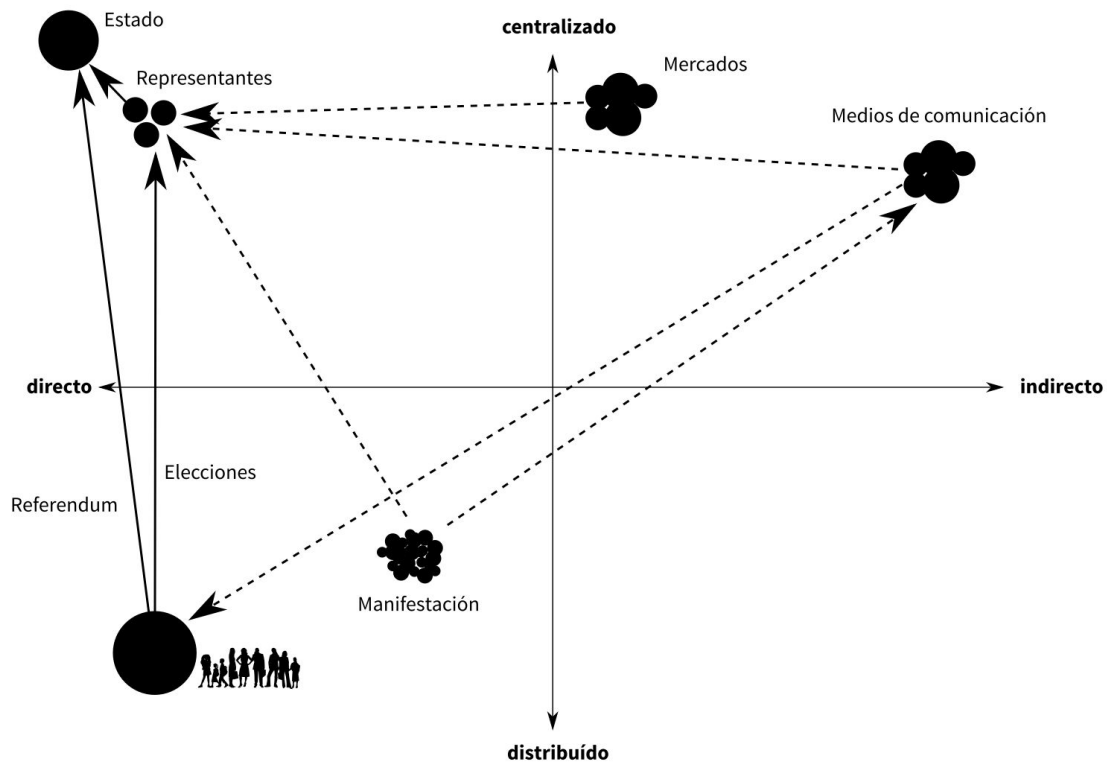 Estado
centralizado
Representantes
Mercados
Medios de comunicación
directo
indirecto
Elecciones
Referendum
Manifestación
distribuído